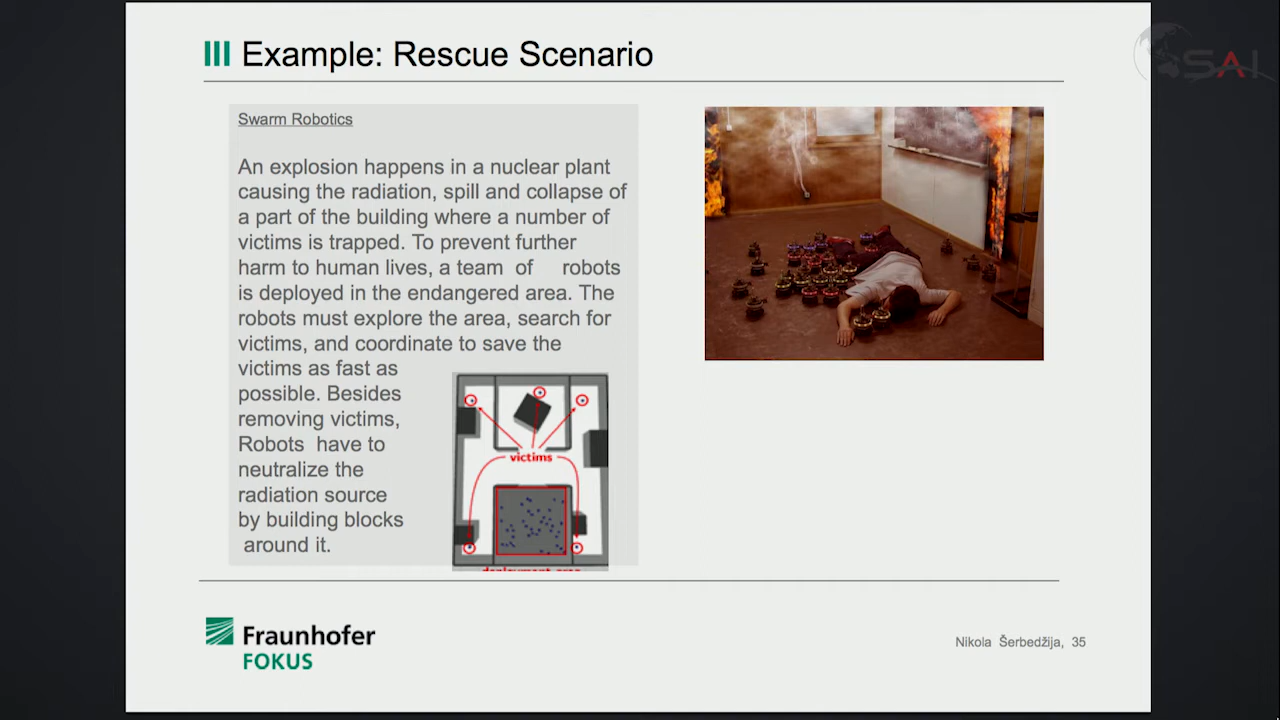 Example: Rescue Scenario
SAI
Swarm Robotics
An explosion happens in a nuclear plant
causing the radiation, spill and collapse of
a part of the building where a number of
victims is trapped. To prevent further
harm to human lives, a team of robots
is deployed in the endangered area. The
robots must explore the area, search for
victims, and coordinate to save the
victims as fast as
possible. Besides
removing victims,
Robots have to
neutralize the
radiation source
by building blocks
around it.
victims
deployment area
Fraunhofer
FOKUS
Nikola Šerbedžija, 35